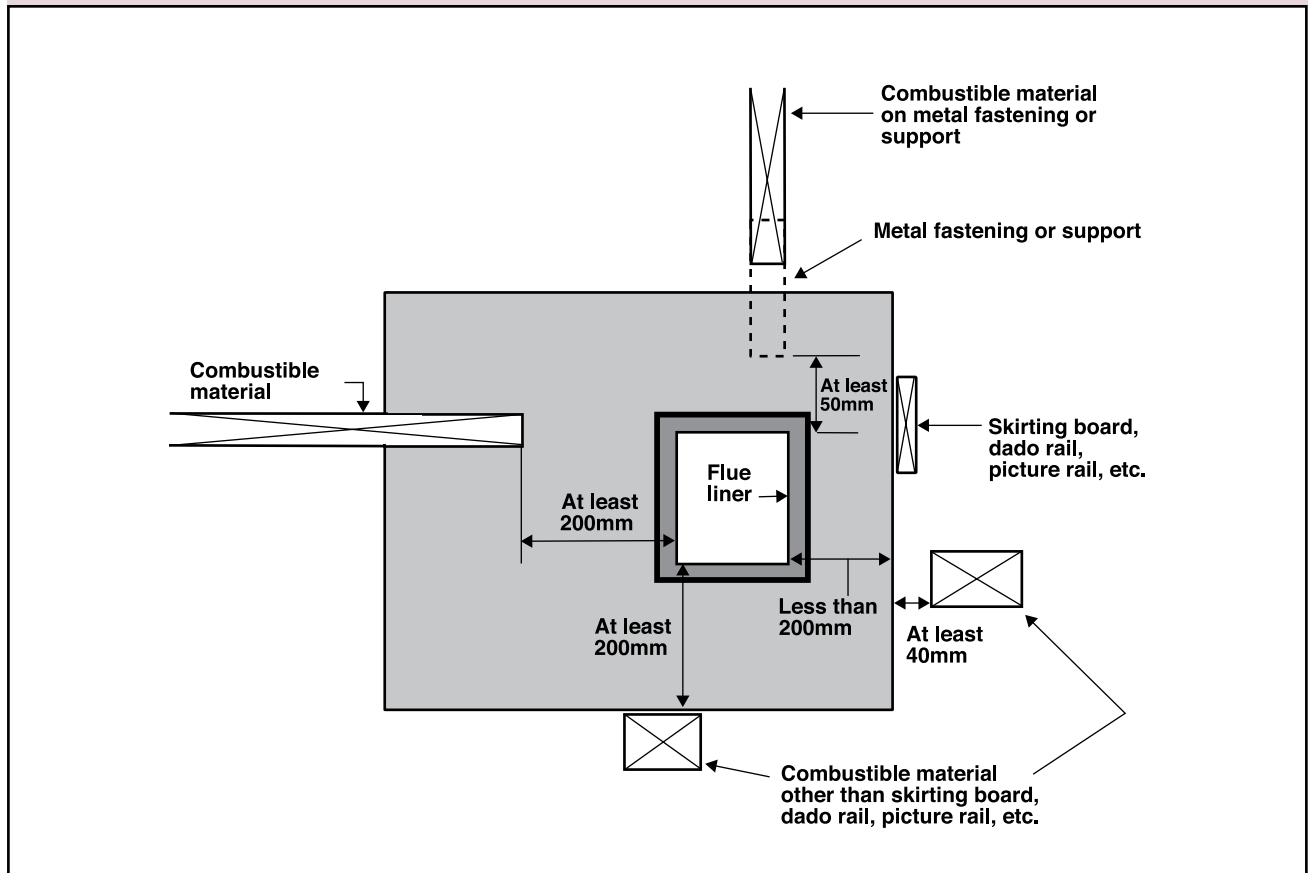 Combustible material
on metal fastening or
support
Metal fastening or support
Combustible
material
At least
50mm
Skirting board,
dado rail,
picture rail, etc.
Flue
liner
At least
200mm
Less than
200mm
At least
200mm
At least
40mm
Combustible material
other than skirting board,
dado rail, picture rail, etc.